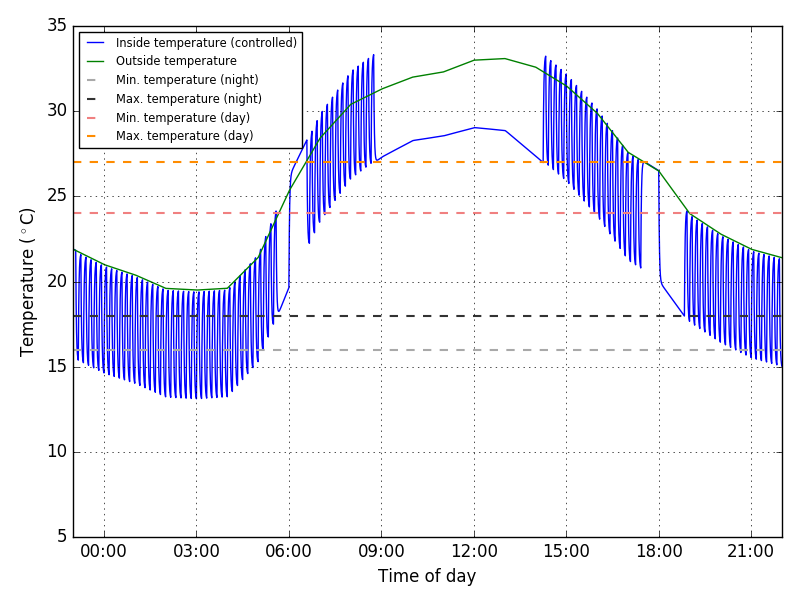 35
30
25
20
15
10
5
Temperature (°C)
Inside temperature (controlled)
Outside temperature
Min. temperature (night)
Max. temperature (night)
Min. temperature (day)
Max. temperature (day)
00:00 03:00 06:00 09:00 12:00 15:00 18:00 21:00
Time of day